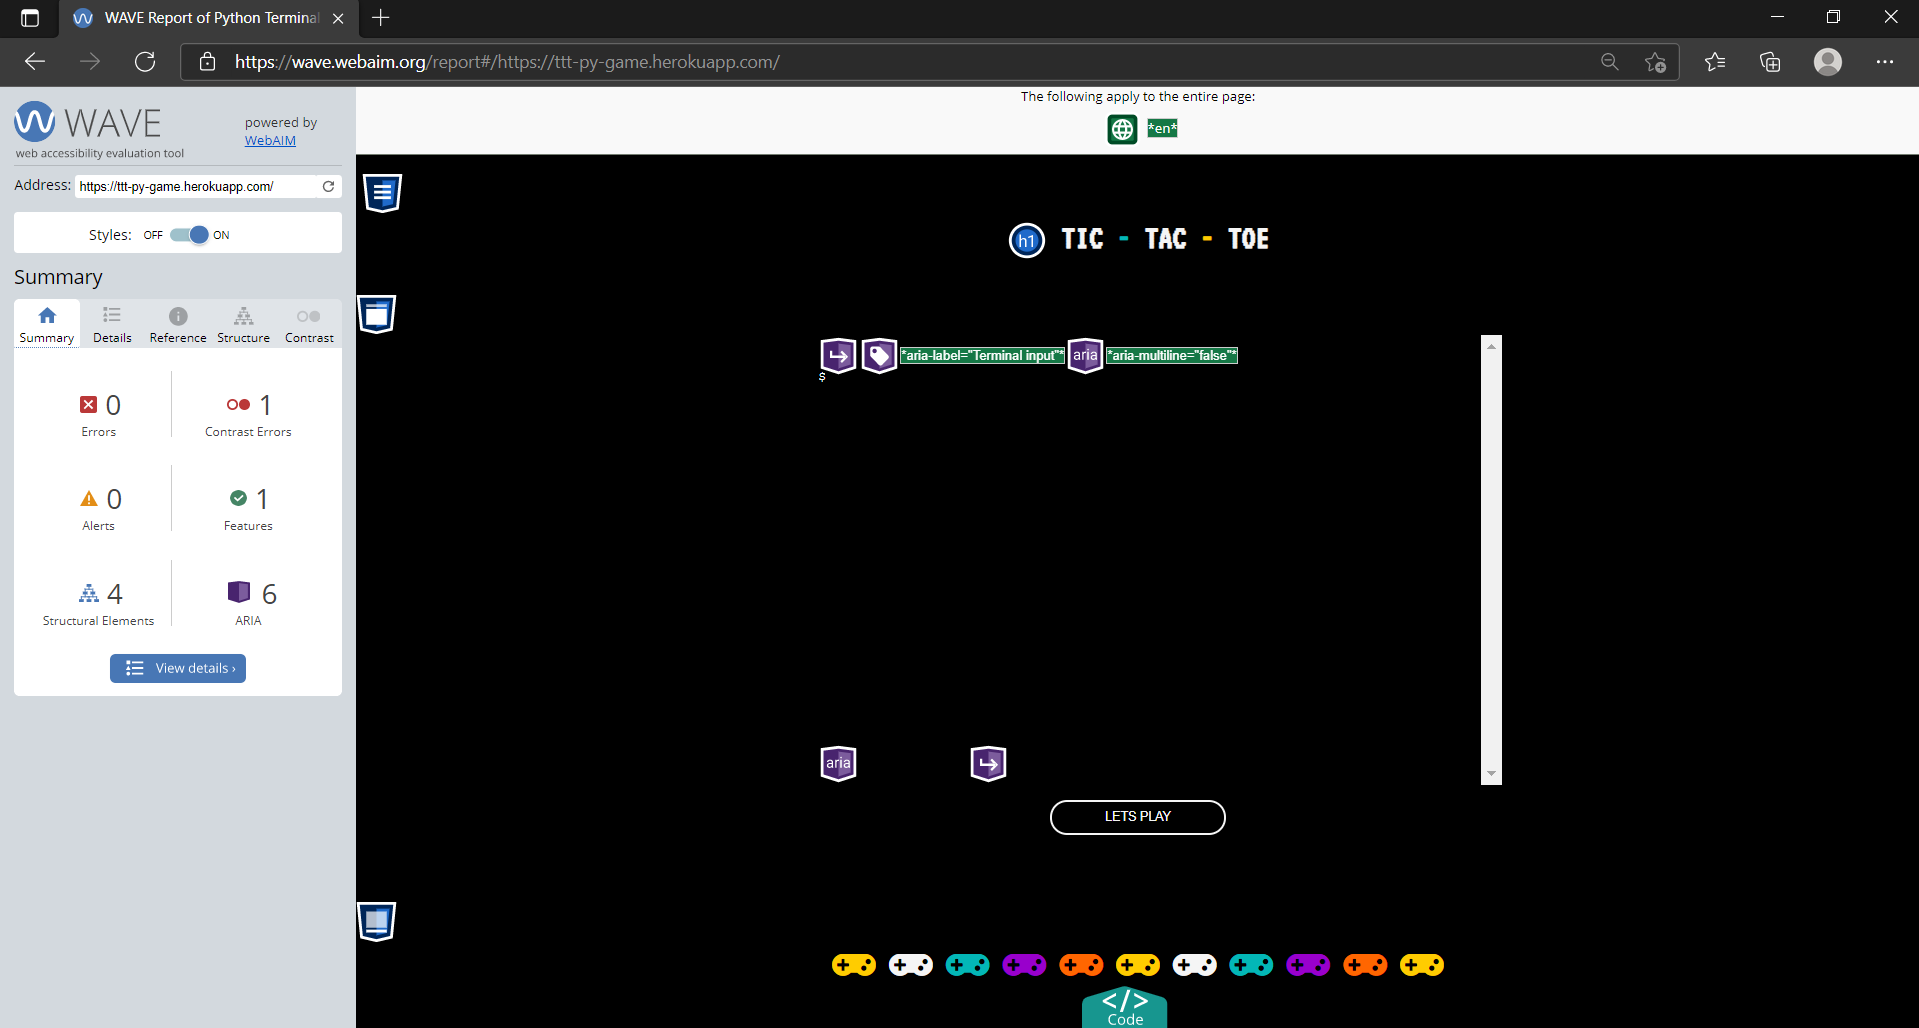 WAVE Report of Python Terminal
https://wave.webaim.org/report#/https://ttt-py-game.herokuapp.com/
WAVE
powered by
WebAIM
web accessibility evaluation tool
Address: https://ttt-py-game.herokuapp.com/
Styles: OFF ON
Summary
Summary Details Reference Structure Contrast
0 1
Errors Contrast Errors
0 1
Alerts Features
4 6
Structural Elements ARIA
View details ›
The following apply to the entire page:
*en*
h1 TIC - TAC - TOE
*aria-label="Terminal input"* aria *aria-multiline="false"*
$
aria
LETS PLAY
</>
Code